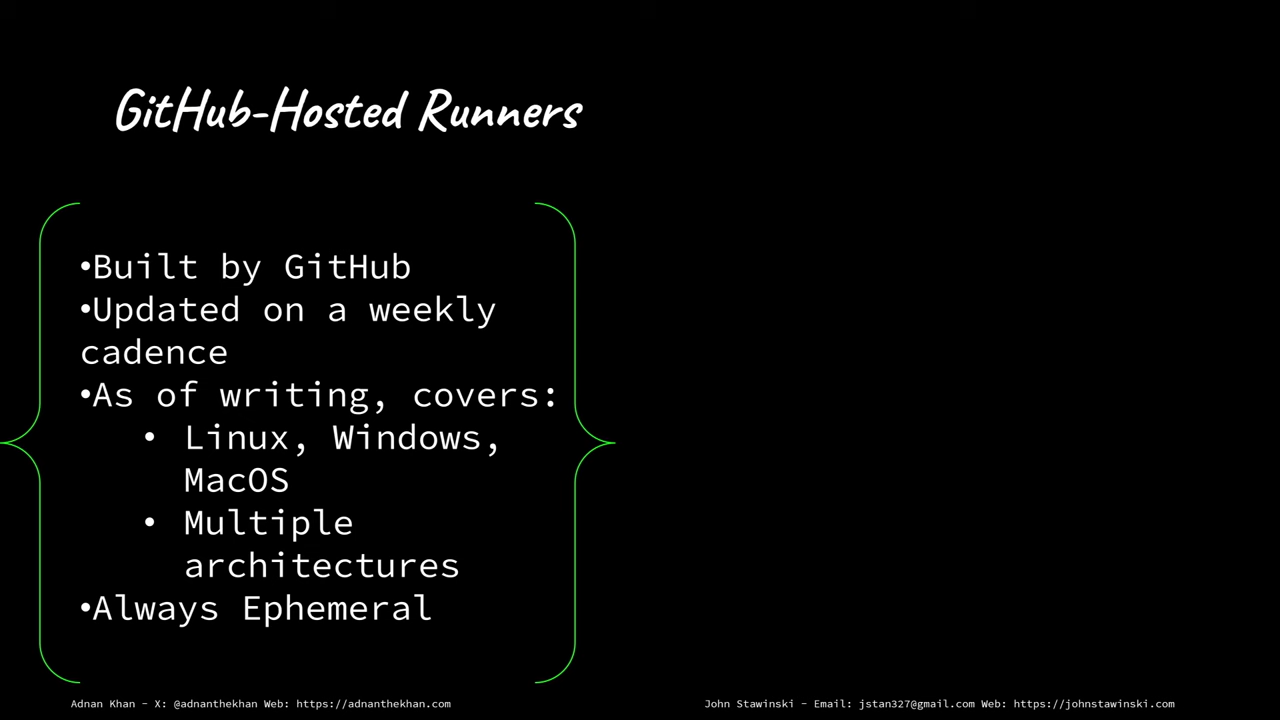 GitHub-Hosted Runners
•Built by GitHub
•Updated on a weekly
cadence
•As of writing, covers:
• Linux, Windows,
MacOS
• Multiple
architectures
•Always Ephemeral
Adnan Khan - X: @adnanthekhan Web: https://adnanthekhan.com
John Stawinski - Email: jstan327@gmail.com Web: https://johnstawinski.com